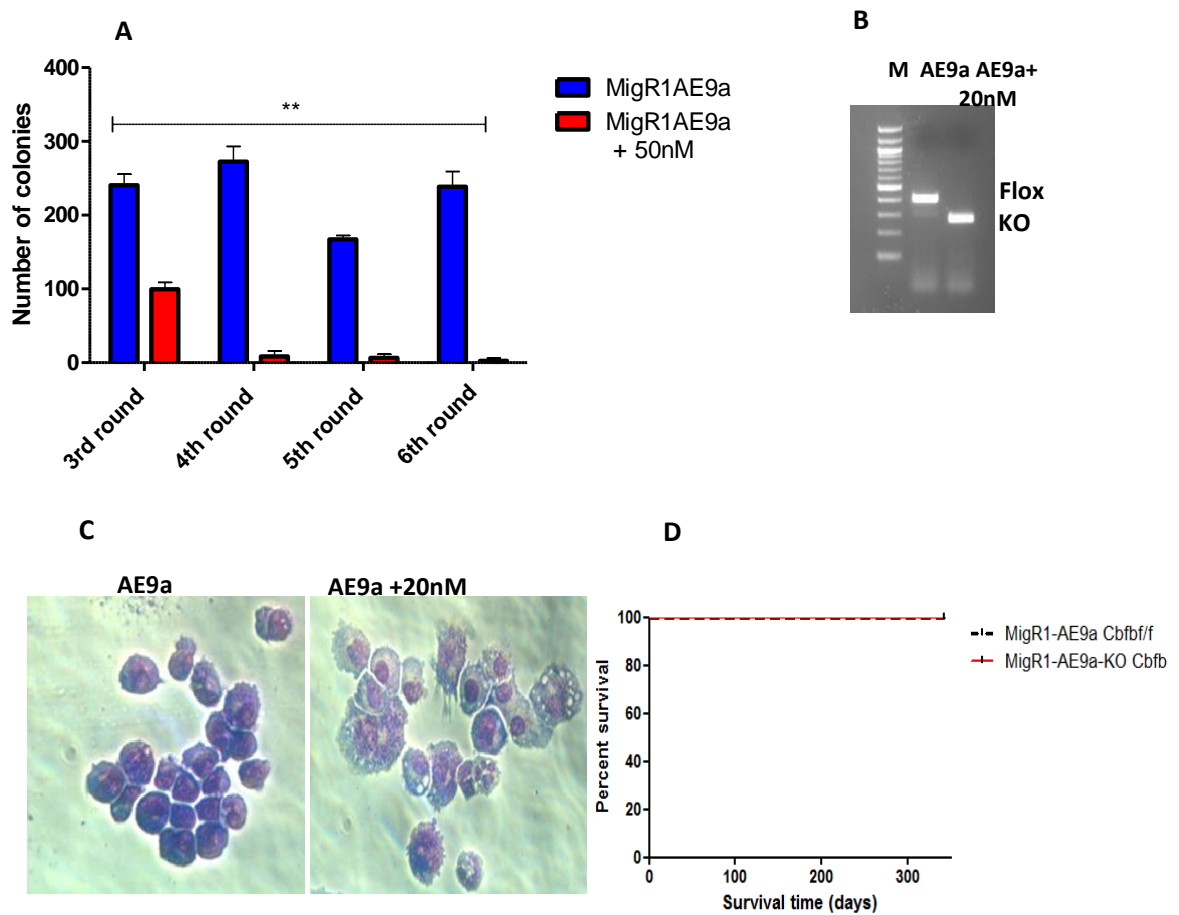 A
400
300
200
100
0
Number of colonies
**
3rd round
4th round
5th round
6th round
MigR1AE9a
MigR1AE9a
+ 50nM
B
M AE9a AE9a+
20nM
Flox
KO
C
AE9a
AE9a +20nM
D
100
80
60
40
20
0
Percent survival
0 100 200 300
Survival time (days)
MigR1-AE9a Cbfbf/f
MigR1-AE9a-KO Cbfb